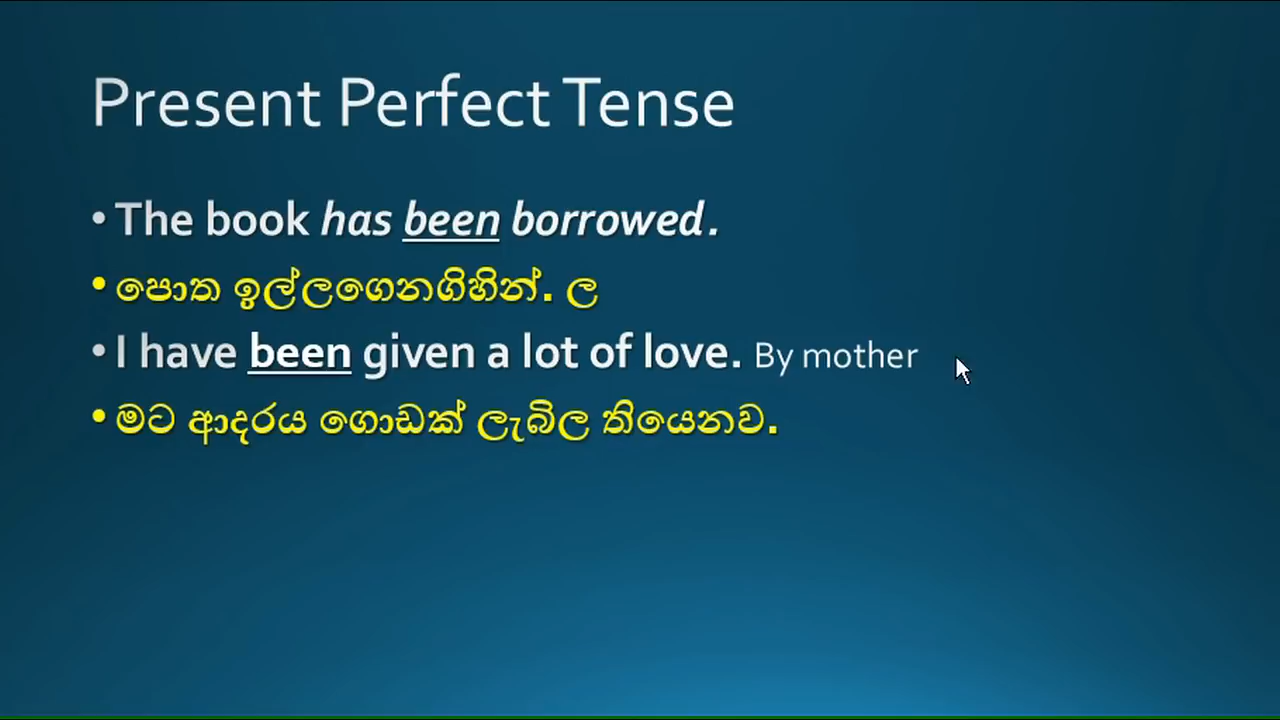 Present Perfect Tense
• The book has been borrowed.
• පොත ඉල්ලගෙනගිහින්. ල
• I have been given a lot of love. By mother
• මට ආදරය ගොඩක් ලැබිල තියෙනව.